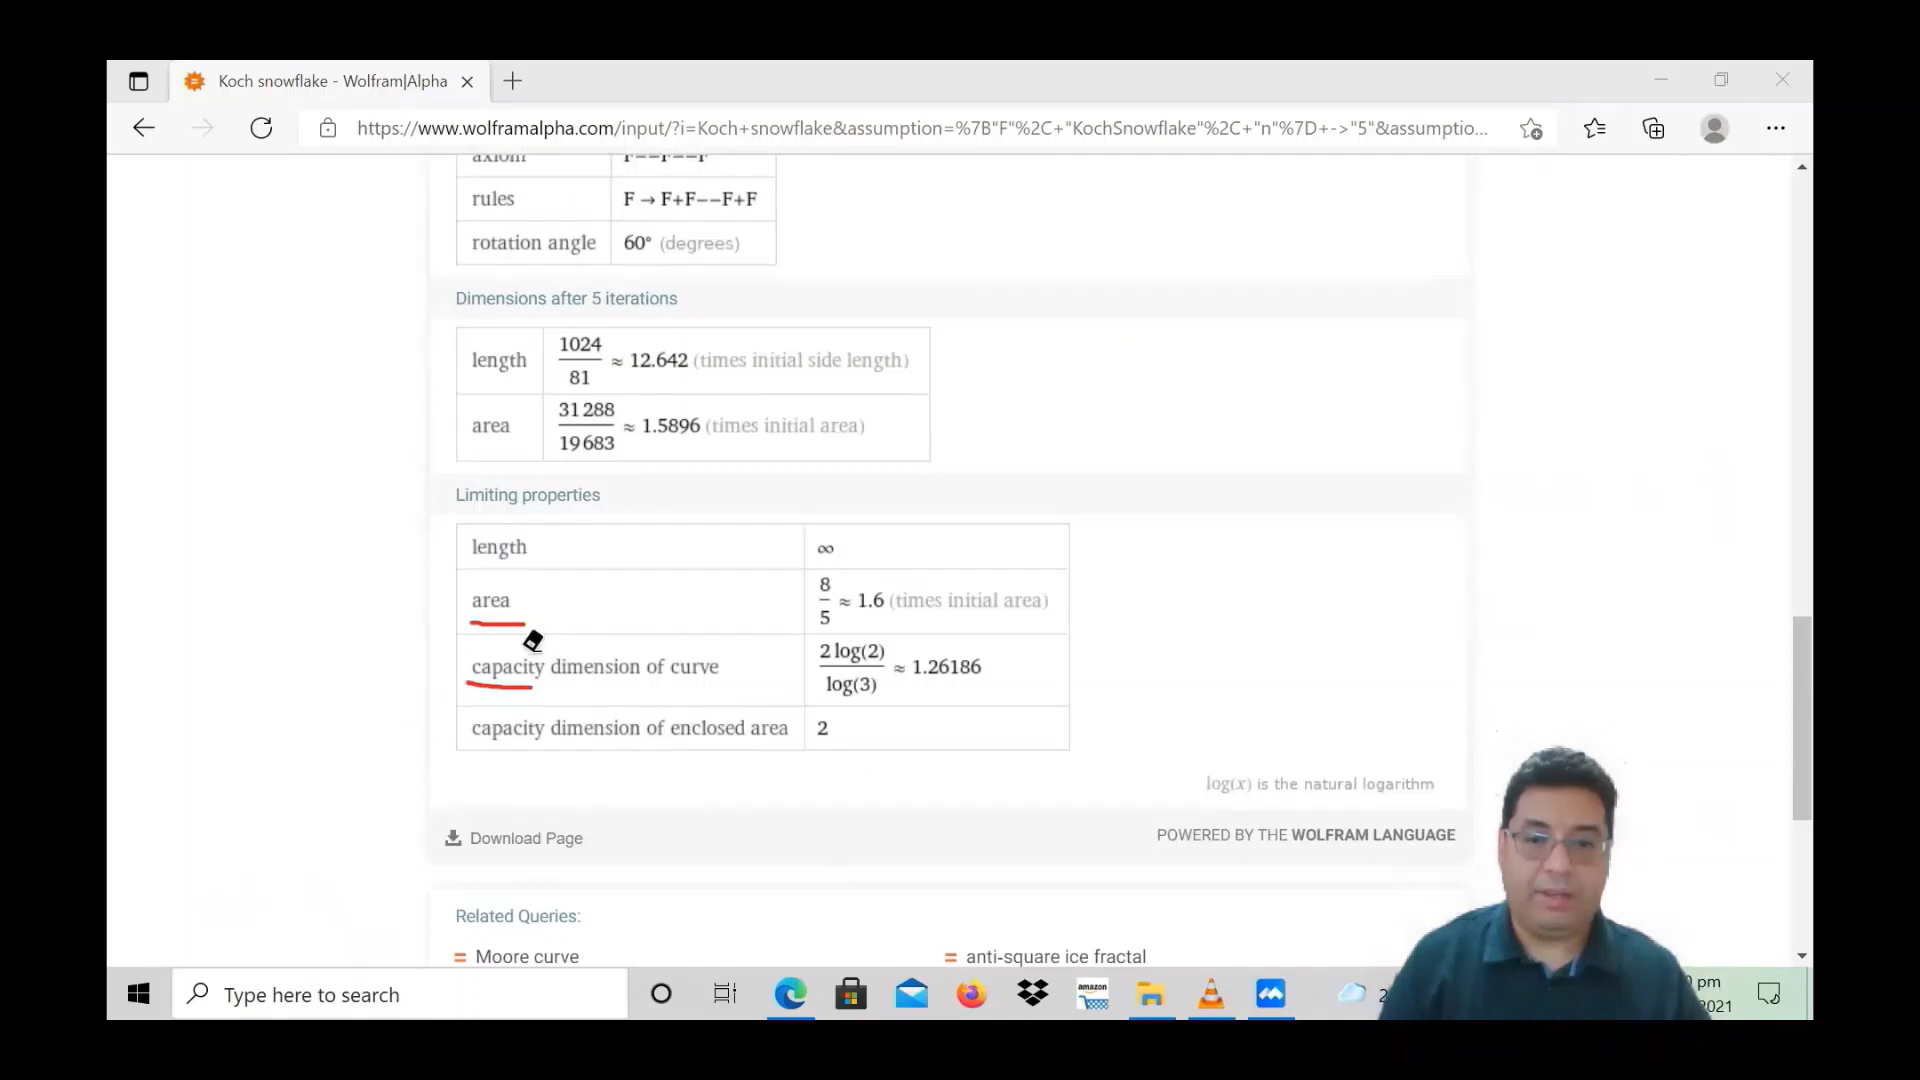 Koch snowflake - Wolfram|Alpha
https://www.wolframalpha.com/input/?i=Koch+snowflake&assumption=%7B"F"%2C+"KochSnowflake"%2C+"n"%7D+->"5"&assumptio...
axiom F--F--F
rules F → F+F--F+F
rotation angle 60° (degrees)
Dimensions after 5 iterations
length 1024/81 ≈ 12.642 (times initial side length)
area 31288/19683 ≈ 1.5896 (times initial area)
Limiting properties
length ∞
area 8/5 ≈ 1.6 (times initial area)
capacity dimension of curve 2 log(2)/log(3) ≈ 1.26186
capacity dimension of enclosed area 2
log(x) is the natural logarithm
Download Page
POWERED BY THE WOLFRAM LANGUAGE
Related Queries:
= Moore curve
= anti-square ice fractal
Type here to search
amazon
2
pm
2021